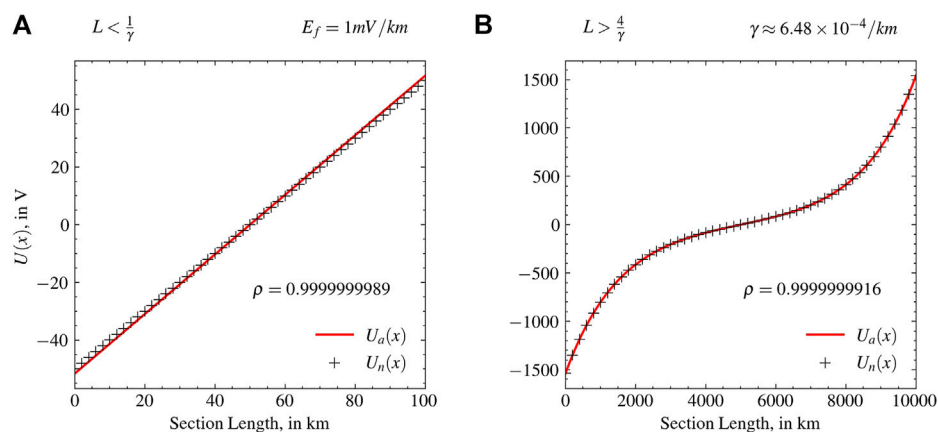 A L < 1/γ E_f = 1mV/km
B L > 4/γ γ ≈ 6.48 × 10⁻⁴/km
U(x), in V
40
20
0
−20
−40
ρ = 0.9999999989
U_a(x)
U_n(x)
0 20 40 60 80 100
Section Length, in km
1500
1000
500
0
−500
−1000
−1500
ρ = 0.9999999916
U_a(x)
U_n(x)
0 2000 4000 6000 8000 10000
Section Length, in km